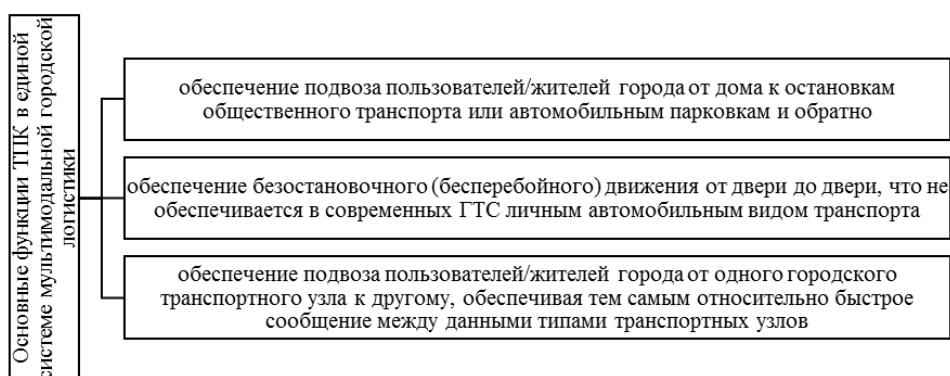 Основные функции ТПК в единой
системе мультимодальной городской
логистики
обеспечение подвоза пользователей/жителей города от дома к остановкам
общественного транспорта или автомобильным парковкам и обратно
обеспечение безостановочного (бесперебойного) движения от двери до двери, что не
обеспечивается в современных ГТС личным автомобильным видом транспорта
обеспечение подвоза пользователей/жителей города от одного городского
транспортного узла к другому, обеспечивая тем самым относительно быстрое
сообщение между данными типами транспортных узлов